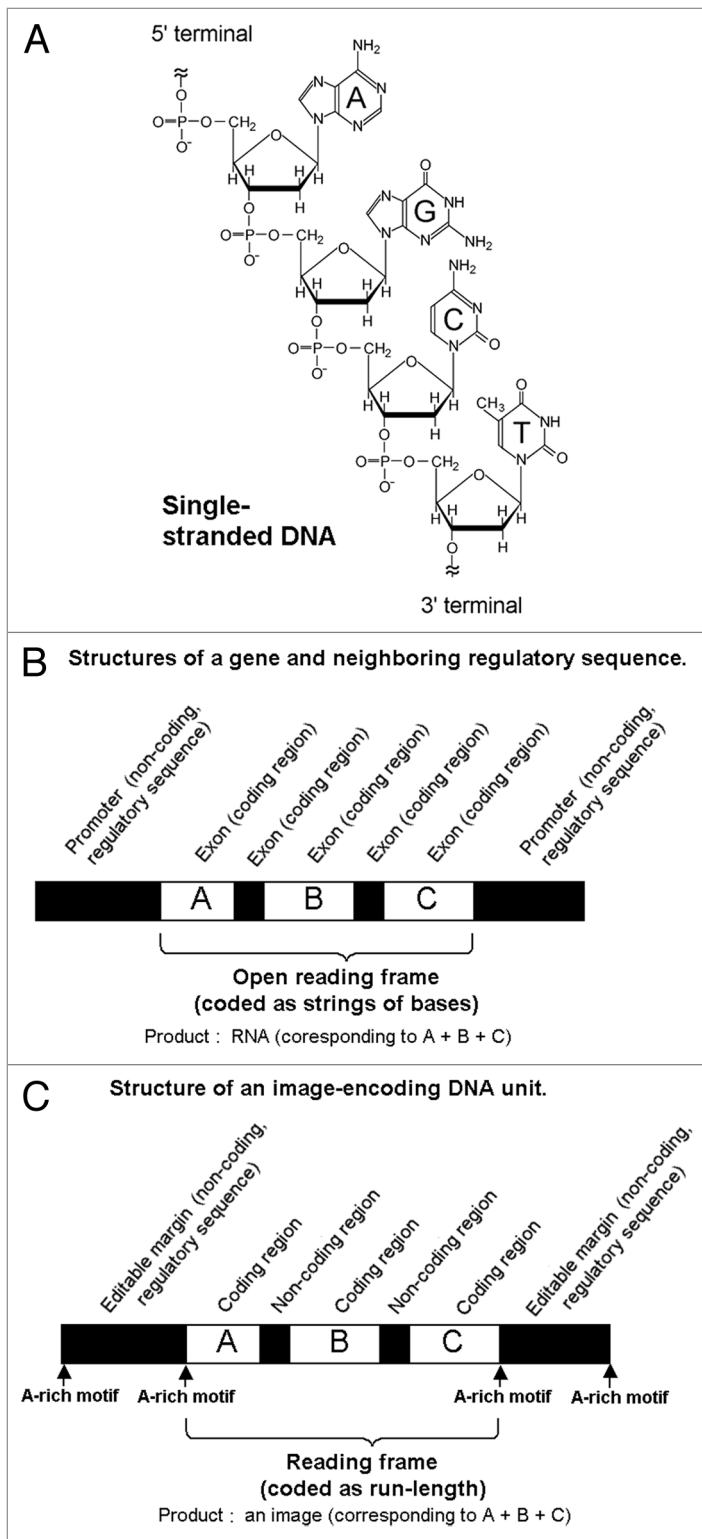 A
5' terminal
≈
NH₂
O
N
N
A
O=P–O–CH₂
N
N
O⁻
O
H
H
H
H
O
O
N
G
NH
O=P–O–CH₂
N
N
NH₂
O⁻
O
NH₂
H
H
H
H
C
N
O
O=P–O–CH₂
N
O
O⁻
O
O
H
H
H
H
CH₃
T
NH
O
O=P–O–CH₂
N
O
O⁻
O
Single-
stranded DNA
H
H
H
H
O
≈
3' terminal
B
Structures of a gene and neighboring regulatory sequence.
Promoter (non-coding,
regulatory sequence)
Exon (coding region)
Exon (coding region)
Exon (coding region)
Exon (coding region)
Exon (coding region)
Promoter (non-coding,
regulatory sequence)
A B C
Open reading frame
(coded as strings of bases)
Product : RNA (coresponding to A + B + C)
C
Structure of an image-encoding DNA unit.
Editable margin (non-coding,
regulatory sequence)
Coding region
Non-coding region
Coding region
Non-coding region
Coding region
Editable margin (non-coding,
regulatory sequence)
A B C
A-rich motif A-rich motif A-rich motif A-rich motif
Reading frame
(coded as run-length)
Product : an image (corresponding to A + B + C)